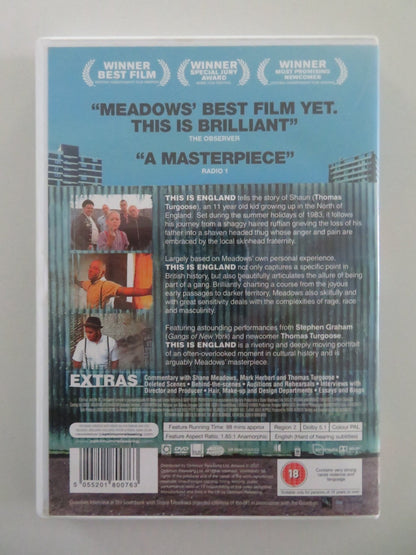 WINNER
BEST FILM
WINNER
SPECIAL JURY
AWARD
WINNER
MOST PROMISING
NEWCOMER
“MEADOWS’ BEST FILM YET.
THIS IS BRILLIANT”
THE OBSERVER
“A MASTERPIECE”
RADIO 1
THIS IS ENGLAND tells the story of Shaun (Thomas
Turgoose), an 11 year old kid growing up in the North of
England. Set during the summer holidays of 1983, it follows
his journey from a shaggy haired ruffian grieving the loss of his
father into a shaven headed thug whose anger and pain are
embraced by the local skinhead fraternity.
Largely based on Meadows’ own personal experience.
THIS IS ENGLAND not only captures a specific point in
British history, but also beautifully articulates the allure of being
part of a gang. Brilliantly charting a course from the joyous
early passages to darker territory, Meadows also skilfully and
with great sensitivity deals with the complexities of rage, race
and masculinity.
Featuring astounding performances from Stephen Graham
(Gangs of New York) and newcomer Thomas Turgoose.
THIS IS ENGLAND is a riveting and deeply moving portrait
of an often-overlooked moment in cultural history and is
arguably Meadows’ masterpiece.
EXTRAS
Commentary with Shane Meadows, Mark Herbert and Thomas Turgoose •
Deleted Scenes • Behind-the-scenes • Auditions and Rehearsals • Interviews with
Director and Producer • Hair, Make-up and Design Departments • Essays and Blogs
Feature Running Time: 98 mins approx
Region 2
Dolby 5.1
Colour PAL
Feature Aspect Ratio: 1.85:1 Anamorphic
English (Hard of hearing subtitles)
5 055201 800763
DVD
18
Contains very strong
racist violence and
language